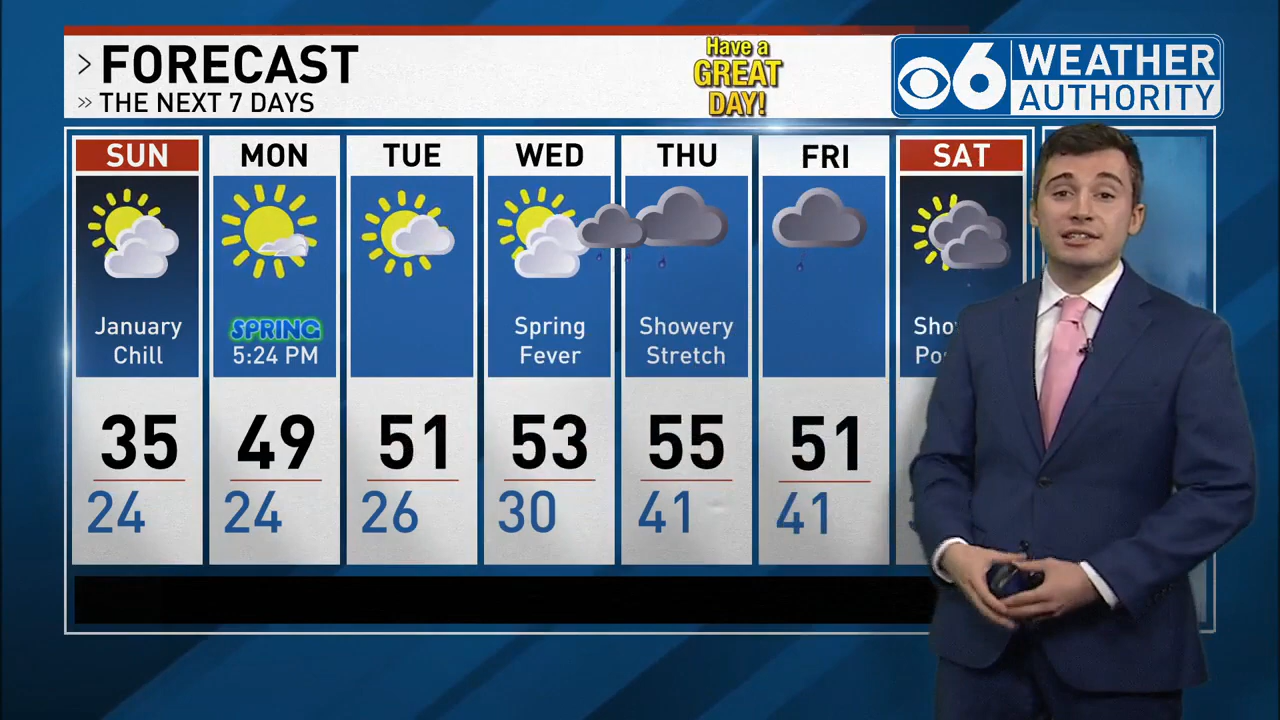 > FORECAST
» THE NEXT 7 DAYS
Have a
GREAT
DAY!
6
WEATHER
AUTHORITY
SUN
MON
TUE
WED
THU
FRI
SAT
January
Chill
SPRING
5:24 PM
Spring
Fever
Showery
Stretch
35
49
51
53
55
51
24
24
26
30
41
41